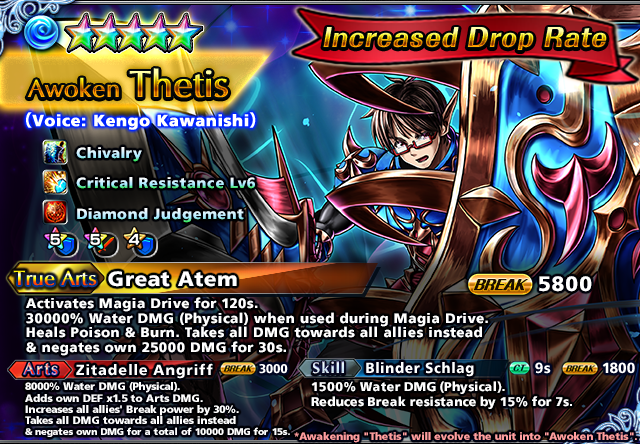 Increased Drop Rate
Awoken Thetis
(Voice: Kengo Kawanishi)
Chivalry
Critical Resistance Lv6
Diamond Judgement
5 5 4
True Arts Great Atem BREAK 5800
Activates Magia Drive for 120s.
30000% Water DMG (Physical) when used during Magia Drive.
Heals Poison & Burn. Takes all DMG towards all allies instead
& negates own 25000 DMG for 30s.
Arts Zitadelle Angriff BREAK 3000
8000% Water DMG (Physical).
Adds own DEF x1.5 to Arts DMG.
Increases all allies' Break power by 30%.
Takes all DMG towards all allies instead
& negates own DMG for a total of 10000 DMG for 15s.
Skill Blinder Schlag CT 9s BREAK 1800
1500% Water DMG (Physical).
Reduces Break resistance by 15% for 7s.
*Awakening "Thetis" will evolve the unit into "Awoken Thetis".